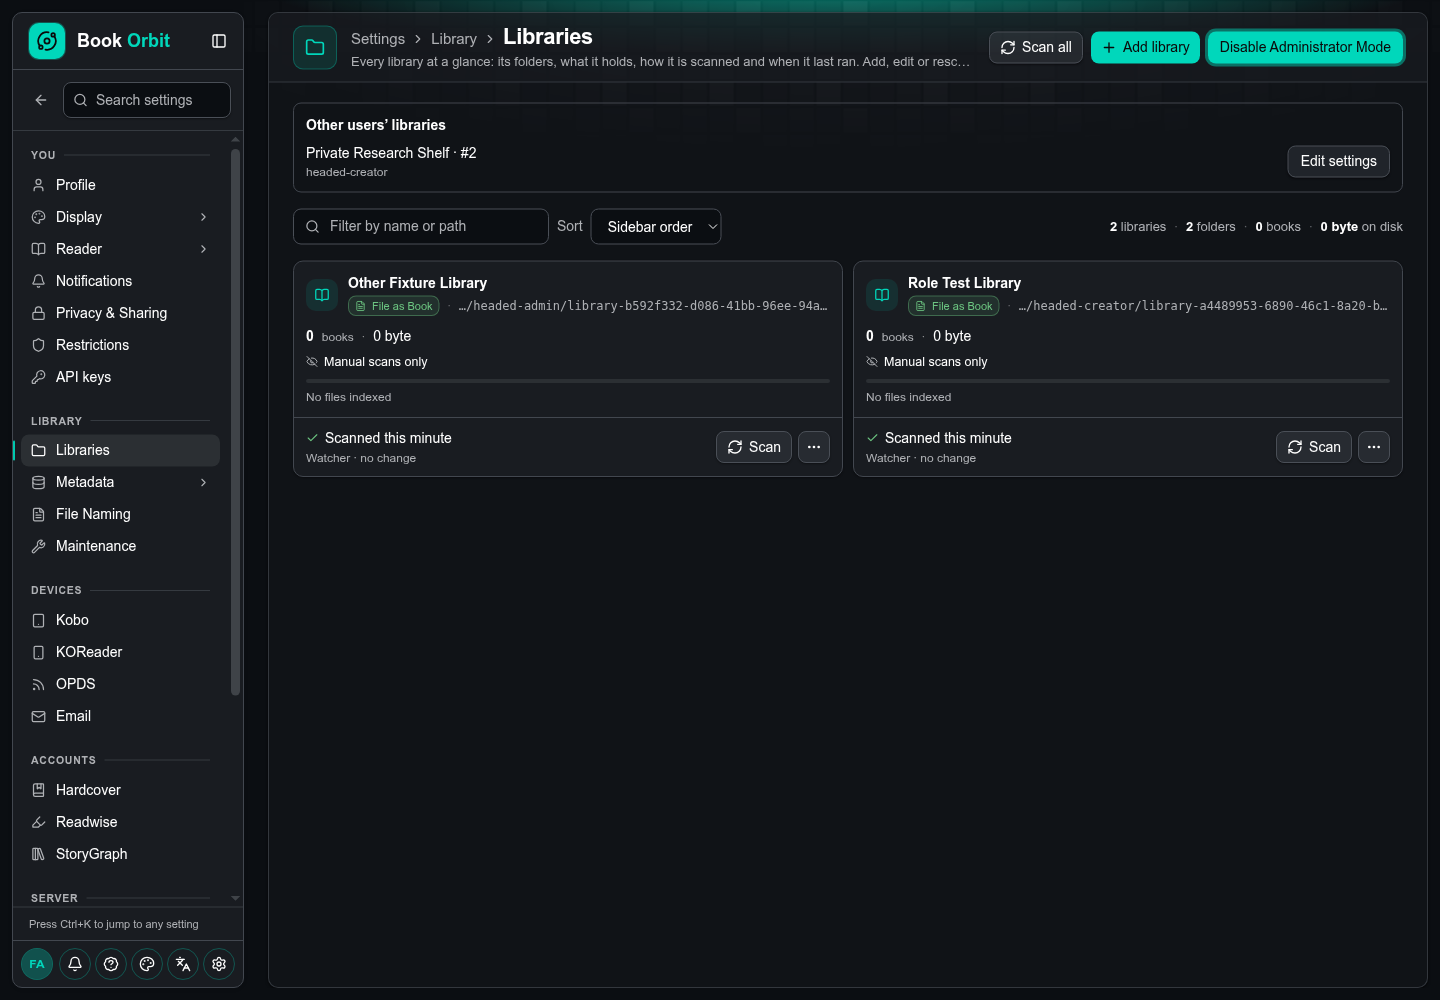 Book Orbit
Search settings
YOU
Profile
Display
Reader
Notifications
Privacy & Sharing
Restrictions
API keys
LIBRARY
Libraries
Metadata
File Naming
Maintenance
DEVICES
Kobo
KOReader
OPDS
Email
ACCOUNTS
Hardcover
Readwise
StoryGraph
SERVER
Press Ctrl+K to jump to any setting
FA
Settings > Library > Libraries
Every library at a glance: its folders, what it holds, how it is scanned and when it last ran. Add, edit or resc…
Scan all
Add library
Disable Administrator Mode
Other users’ libraries
Private Research Shelf · #2
headed-creator
Edit settings
Filter by name or path
Sort
Sidebar order
2 libraries · 2 folders · 0 books · 0 byte on disk
Other Fixture Library
File as Book · …/headed-admin/library-b592f332-d086-41bb-96ee-94a…
0 books · 0 byte
Manual scans only
No files indexed
Scanned this minute
Watcher · no change
Scan
Role Test Library
File as Book · …/headed-creator/library-a4489953-6890-46c1-8a20-b…
0 books · 0 byte
Manual scans only
No files indexed
Scanned this minute
Watcher · no change
Scan